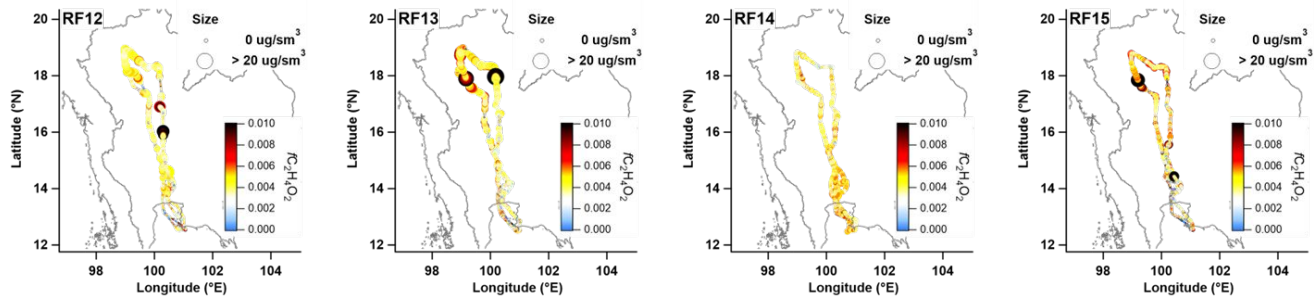 RF12
Size
0 ug/sm3
> 20 ug/sm3
20
18
16
14
12
Latitude (°N)
0.010
0.008
0.006
0.004
0.002
0.000
fC2H4O2
98 100 102 104
Longitude (°E)
RF13
Size
0 ug/sm3
> 20 ug/sm3
20
18
16
14
12
Latitude (°N)
0.010
0.008
0.006
0.004
0.002
0.000
fC2H4O2
98 100 102 104
Longitude (°E)
RF14
Size
0 ug/sm3
> 20 ug/sm3
20
18
16
14
12
Latitude (°N)
0.010
0.008
0.006
0.004
0.002
0.000
fC2H4O2
98 100 102 104
Longitude (°E)
RF15
Size
0 ug/sm3
> 20 ug/sm3
20
18
16
14
12
Latitude (°N)
0.010
0.008
0.006
0.004
0.002
0.000
fC2H4O2
98 100 102 104
Longitude (°E)